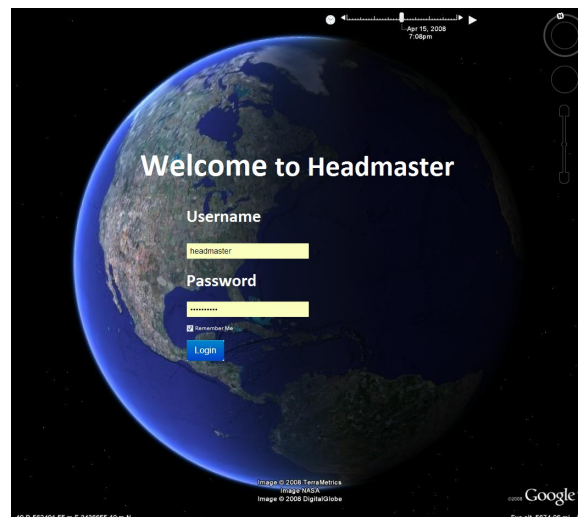 N
Apr 15, 2008
7:08pm
Welcome to Headmaster
Username
headmaster
Password
••••••••••
Remember Me
Login
Image © 2008 TerraMetrics
Image NASA
Image © 2008 DigitalGlobe
©2008 Google